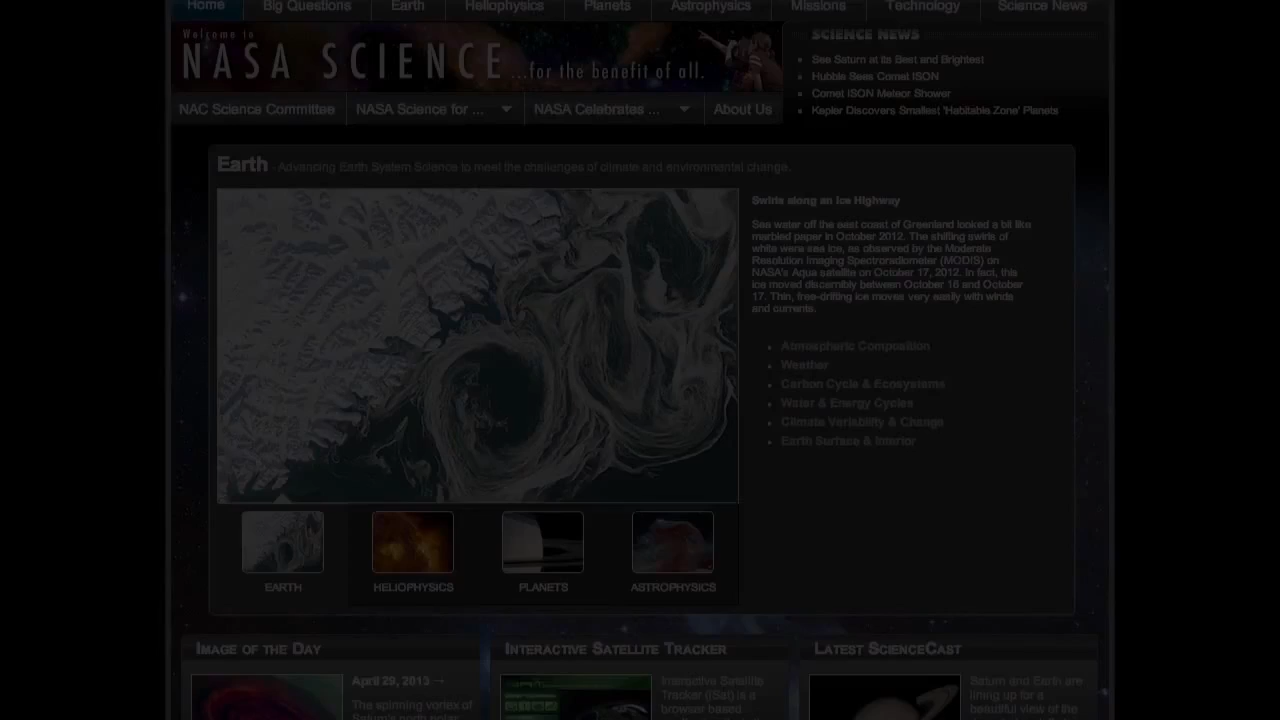 Home Big Questions Earth Heliophysics Planets Astrophysics Missions Technology Science News
Welcome to
NASA SCIENCE ...for the benefit of all.
SCIENCE NEWS
See Saturn at its Best and Brightest
Hubble Sees Comet ISON
Comet ISON Meteor Shower
Kepler Discovers Smallest 'Habitable Zone' Planets
NAC Science Committee NASA Science for ... NASA Celebrates ... About Us
Earth - Advancing Earth System Science to meet the challenges of climate and environmental change.
Swirls along an Ice Highway
Sea water off the east coast of Greenland looked a bit like
marbled paper in October 2012. The shifting swirls of
white were sea ice, as observed by the Moderate
Resolution Imaging Spectroradiometer (MODIS) on
NASA's Aqua satellite on October 17, 2012. In fact, this
ice moved discernibly between October 16 and October
17. Thin, free-drifting ice moves very easily with winds
and currents.
Atmospheric Composition
Weather
Carbon Cycle & Ecosystems
Water & Energy Cycles
Climate Variability & Change
Earth Surface & Interior
EARTH HELIOPHYSICS PLANETS ASTROPHYSICS
IMAGE OF THE DAY
April 29, 2013 →
The spinning vortex of
Saturn's north polar
INTERACTIVE SATELLITE TRACKER
Interactive Satellite
Tracker (iSat) is a
browser based
LATEST SCIENCECAST
Saturn and Earth are
lining up for a
beautiful view of the